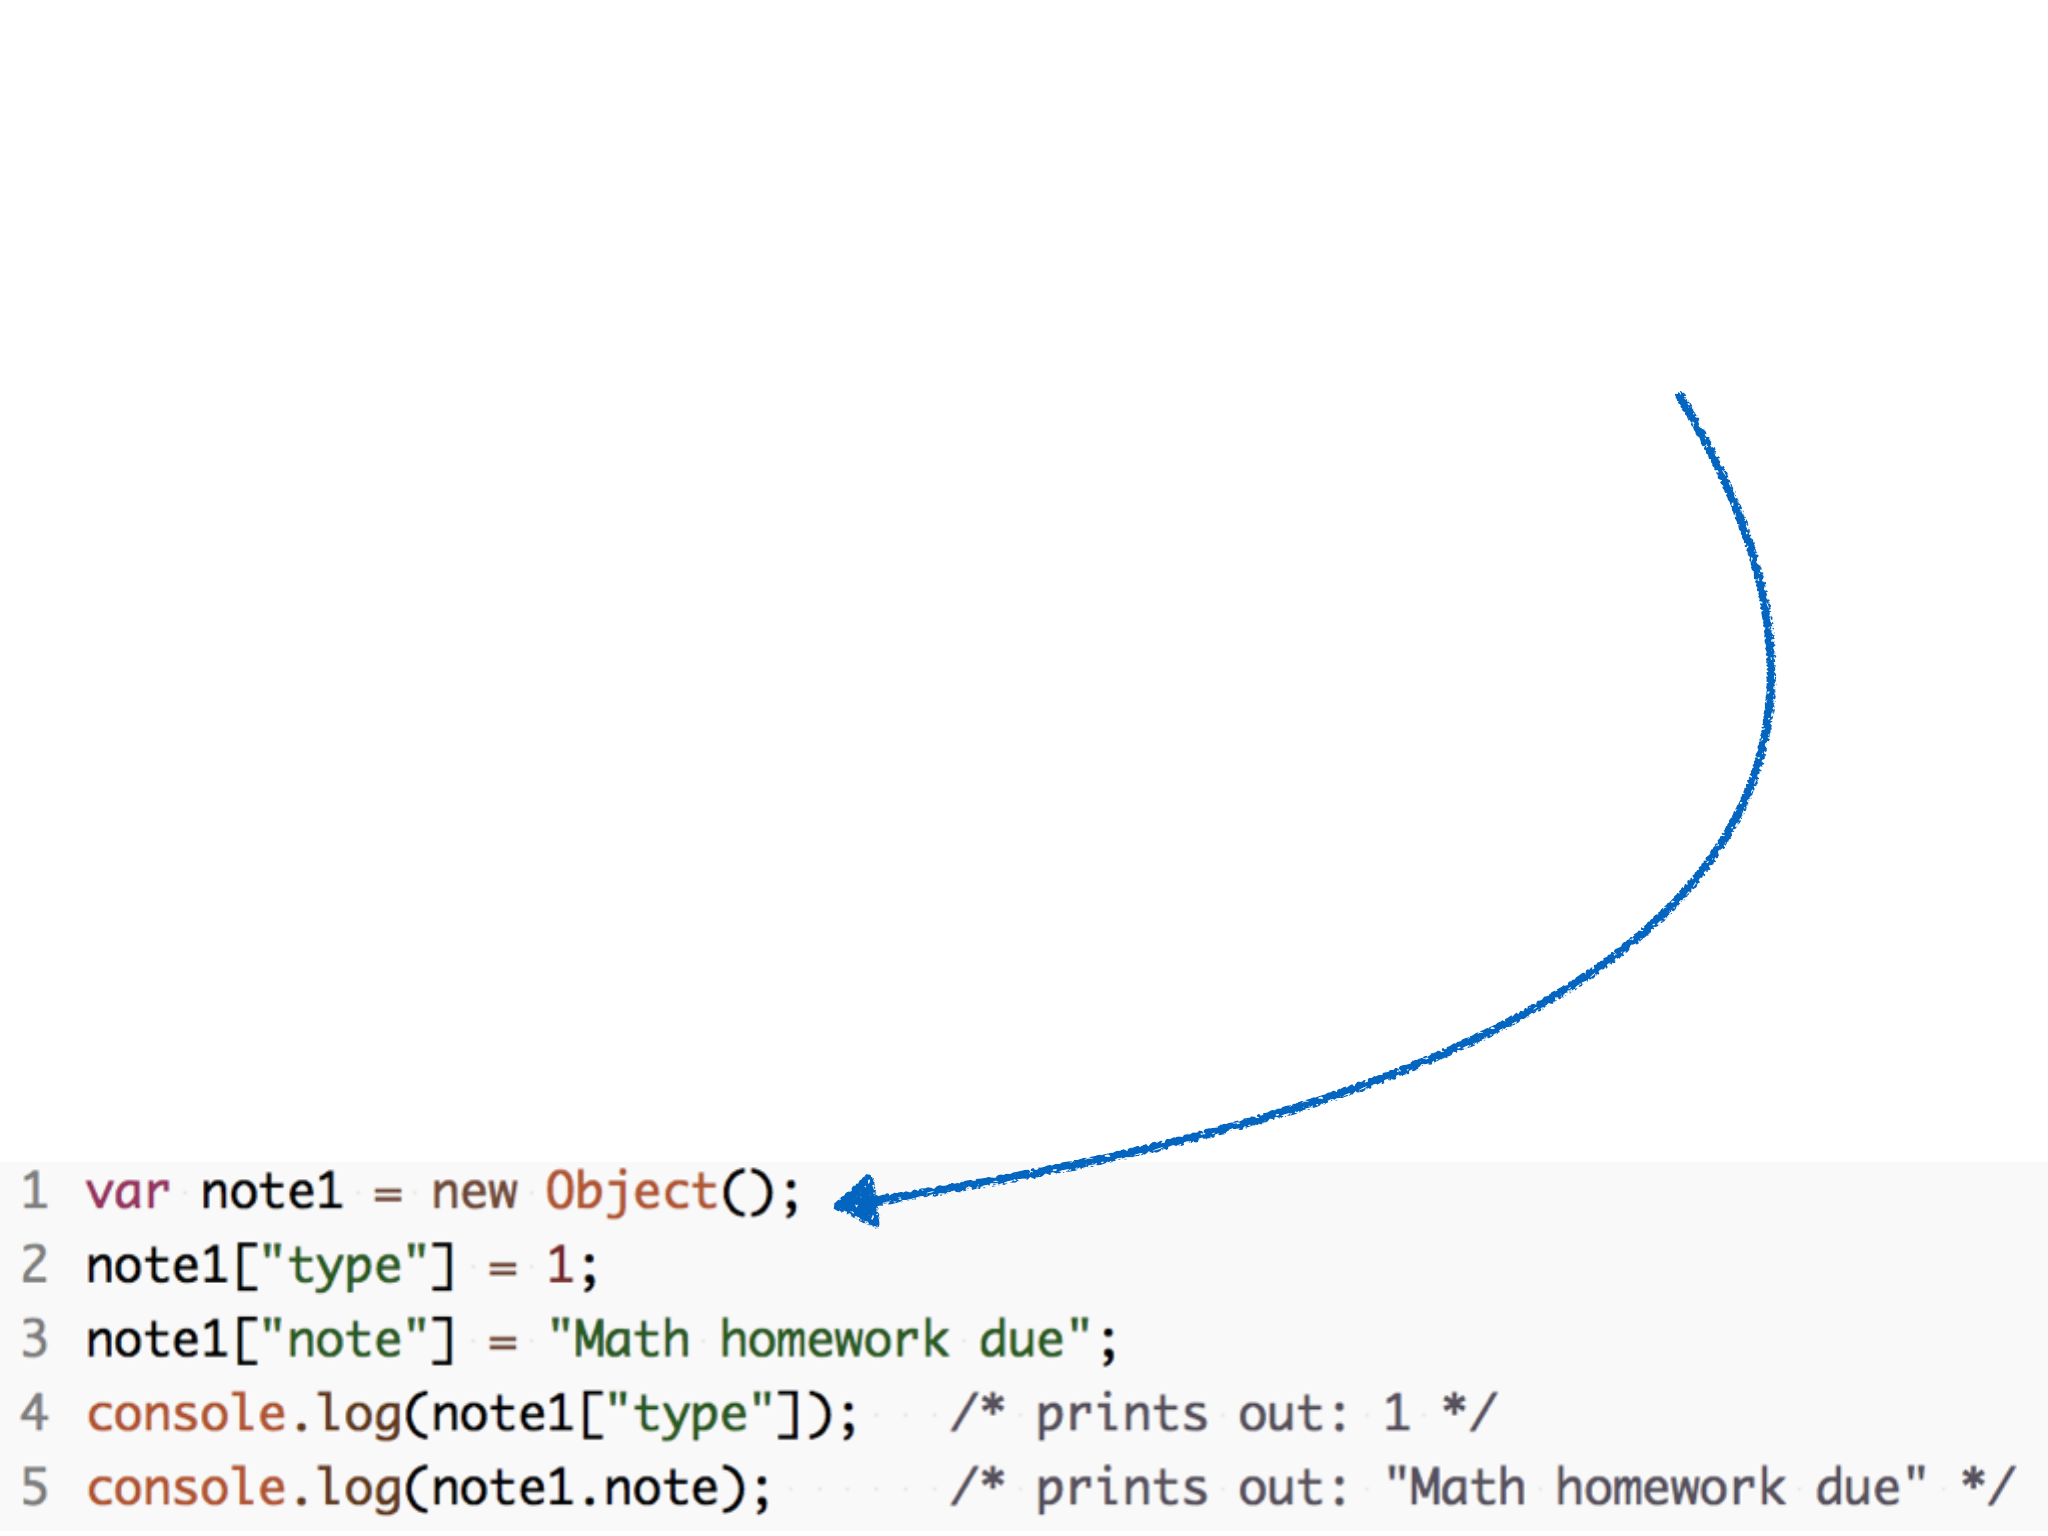 1 var note1 = new Object();
2 note1["type"] = 1;
3 note1["note"] = "Math homework due";
4 console.log(note1["type"]);   /* prints out: 1 */
5 console.log(note1.note);      /* prints out: "Math homework due" */